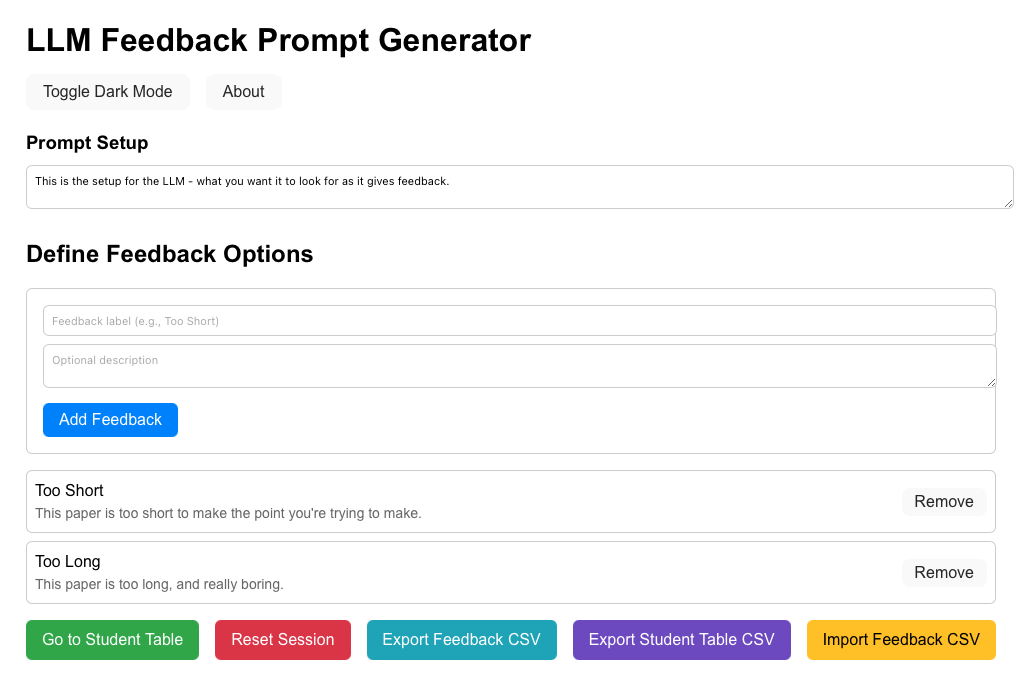 LLM Feedback Prompt Generator
Toggle Dark Mode About
Prompt Setup
This is the setup for the LLM - what you want it to look for as it gives feedback.
Define Feedback Options
Feedback label (e.g., Too Short)
Optional description
Add Feedback
Too Short
This paper is too short to make the point you're trying to make.
Remove
Too Long
This paper is too long, and really boring.
Remove
Go to Student Table Reset Session Export Feedback CSV Export Student Table CSV Import Feedback CSV